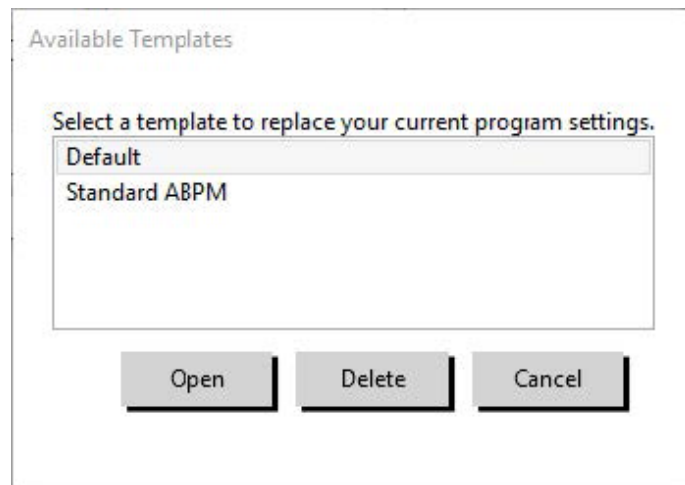 Available Templates
Select a template to replace your current program settings.
Default
Standard ABPM
Open Delete Cancel